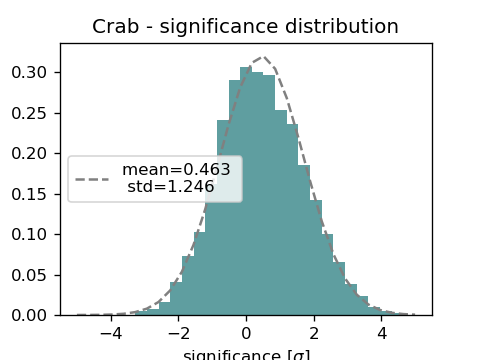 Crab - significance distribution
0.30
0.25
0.20
0.15
0.10
0.05
0.00
mean=0.463
std=1.246
−4 −2 0 2 4
significance [σ]